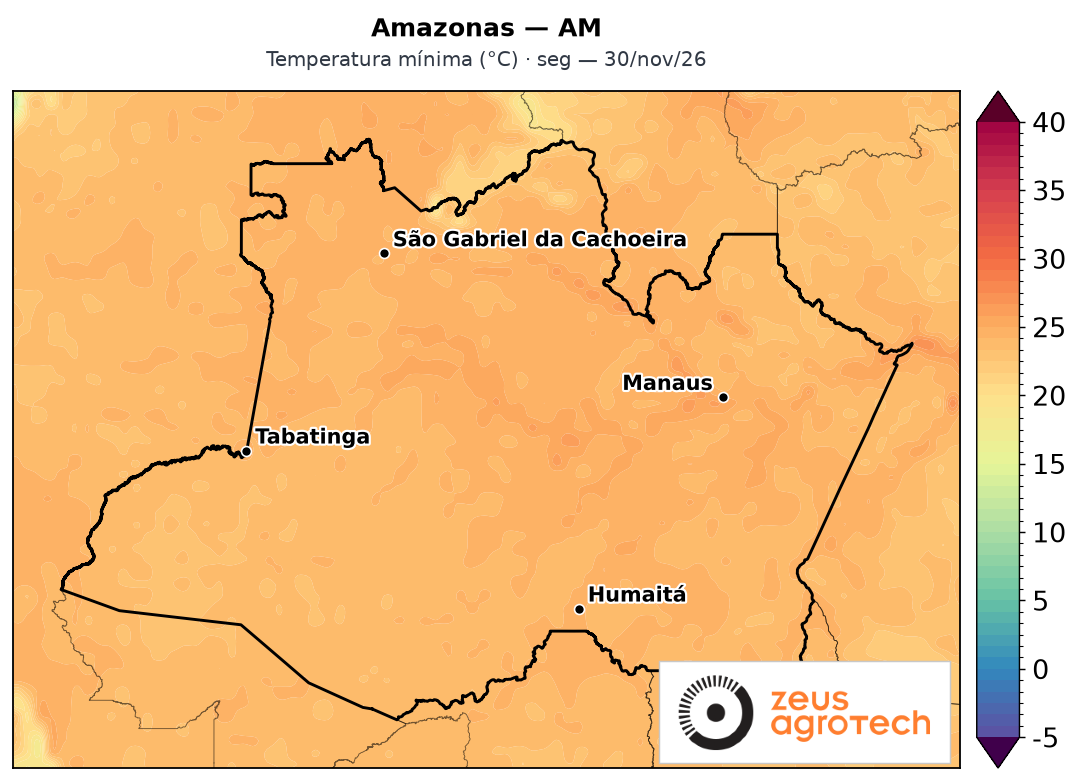 Amazonas — AM
Temperatura mínima (°C) · seg — 30/nov/26
São Gabriel da Cachoeira
Manaus
Tabatinga
Humaitá
zeus
agrotech
40
35
30
25
20
15
10
5
0
-5